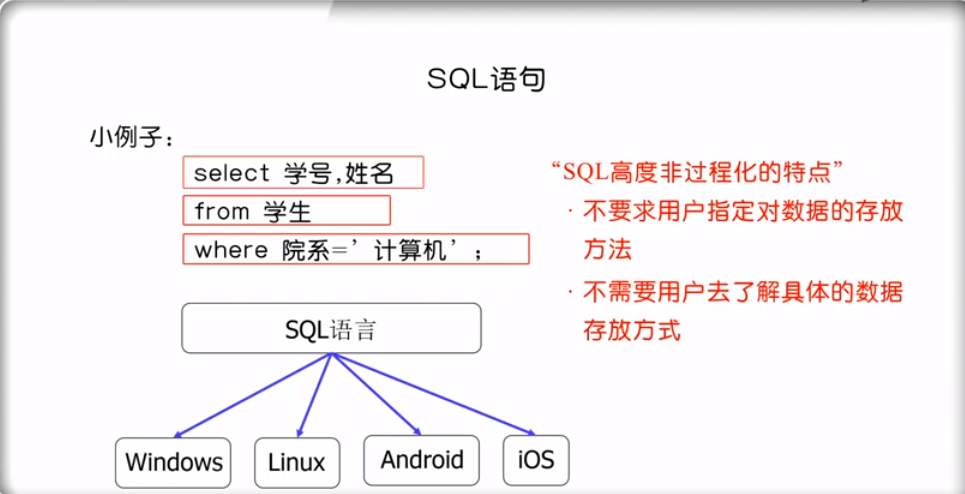 SQL语句
小例子：
select 学号,姓名
from 学生
where 院系=’计算机’；
“SQL高度非过程化的特点”
· 不要求用户指定对数据的存放
方法
· 不需要用户去了解具体的数据
存放方式
SQL语言
Windows
Linux
Android
iOS